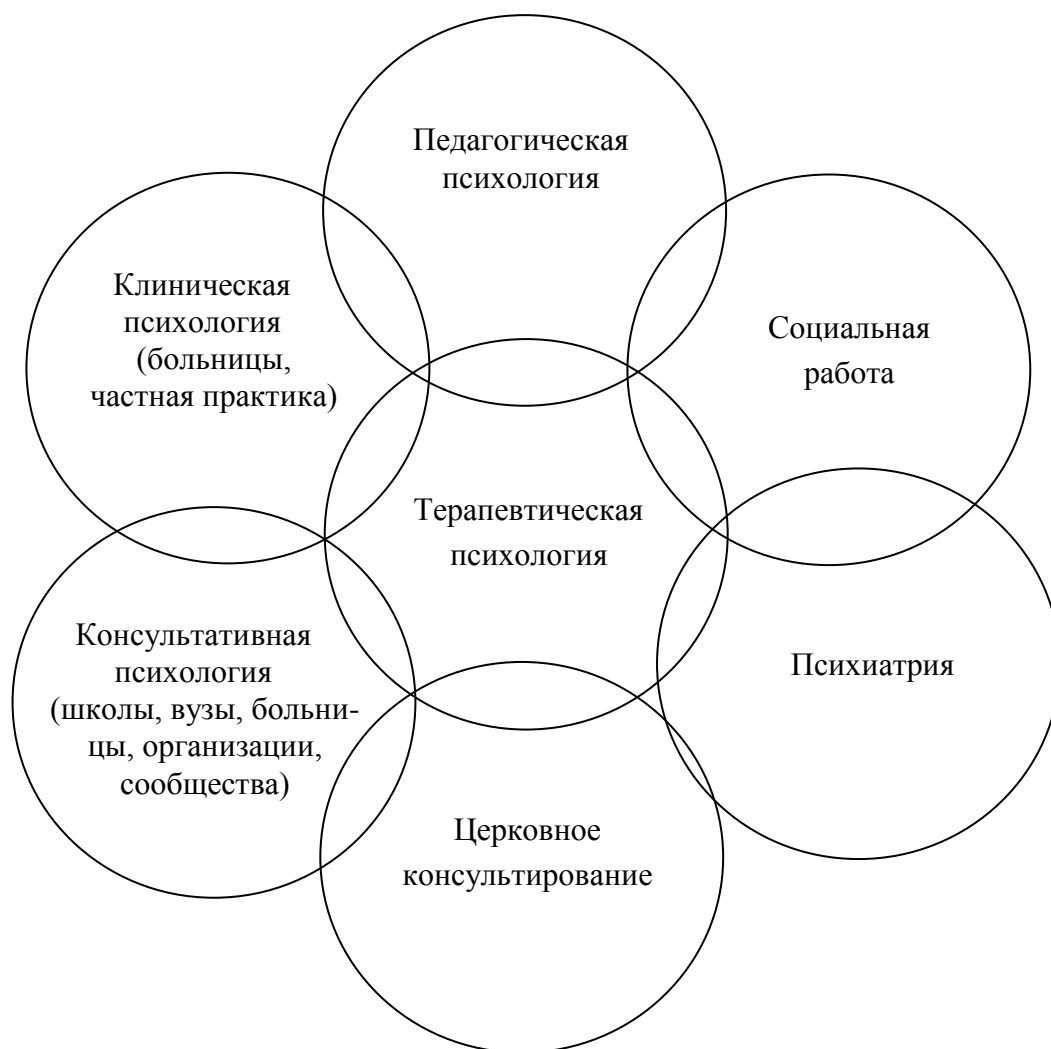 Педагогическая
психология
Клиническая
психология
(больницы,
частная практика)
Социальная
работа
Терапевтическая
психология
Консультативная
психология
(школы, вузы, больни-
цы, организации,
сообщества)
Психиатрия
Церковное
консультирование